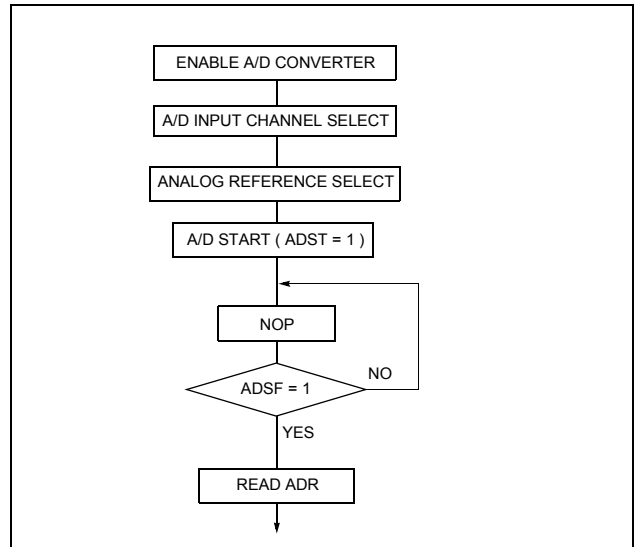 ENABLE A/D CONVERTER
A/D INPUT CHANNEL SELECT
ANALOG REFERENCE SELECT
A/D START ( ADST = 1 )
NOP
ADSF = 1
NO
YES
READ ADR